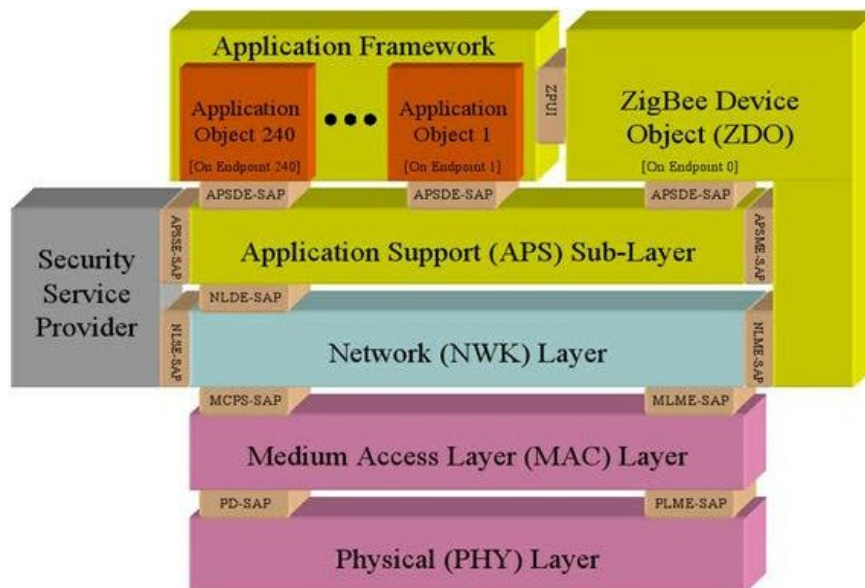 Application Framework
Application
Object 240
[On Endpoint 240]
Application
Object 1
[On Endpoint 1]
ZPUI
ZigBee Device
Object (ZDO)
[On Endpoint 0]
APSDE-SAP
APSDE-SAP
APSDE-SAP
Security
Service
Provider
APSSE-SAP
Application Support (APS) Sub-Layer
APSME-SAP
NLDE-SAP
NLSE-SAP
Network (NWK) Layer
NLME-SAP
MCPS-SAP
MLME-SAP
Medium Access Layer (MAC) Layer
PD-SAP
PLME-SAP
Physical (PHY) Layer